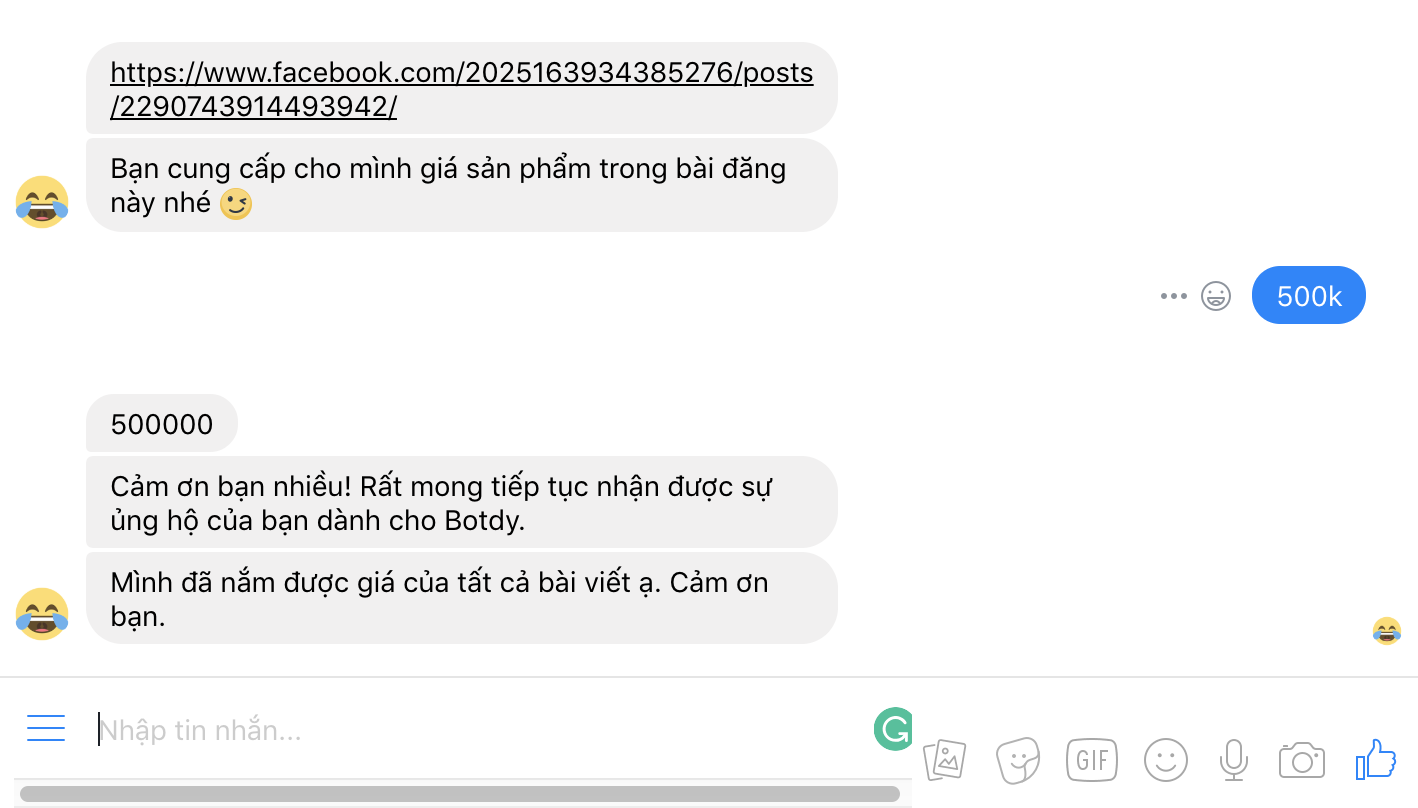 https://www.facebook.com/2025163934385276/posts
/2290743914493942/
Bạn cung cấp cho mình giá sản phẩm trong bài đăng
này nhé 😉
500k
500000
Cảm ơn bạn nhiều! Rất mong tiếp tục nhận được sự
ủng hộ của bạn dành cho Botdy.
Mình đã nắm được giá của tất cả bài viết ạ. Cảm ơn
bạn.
Nhập tin nhắn...
GIF